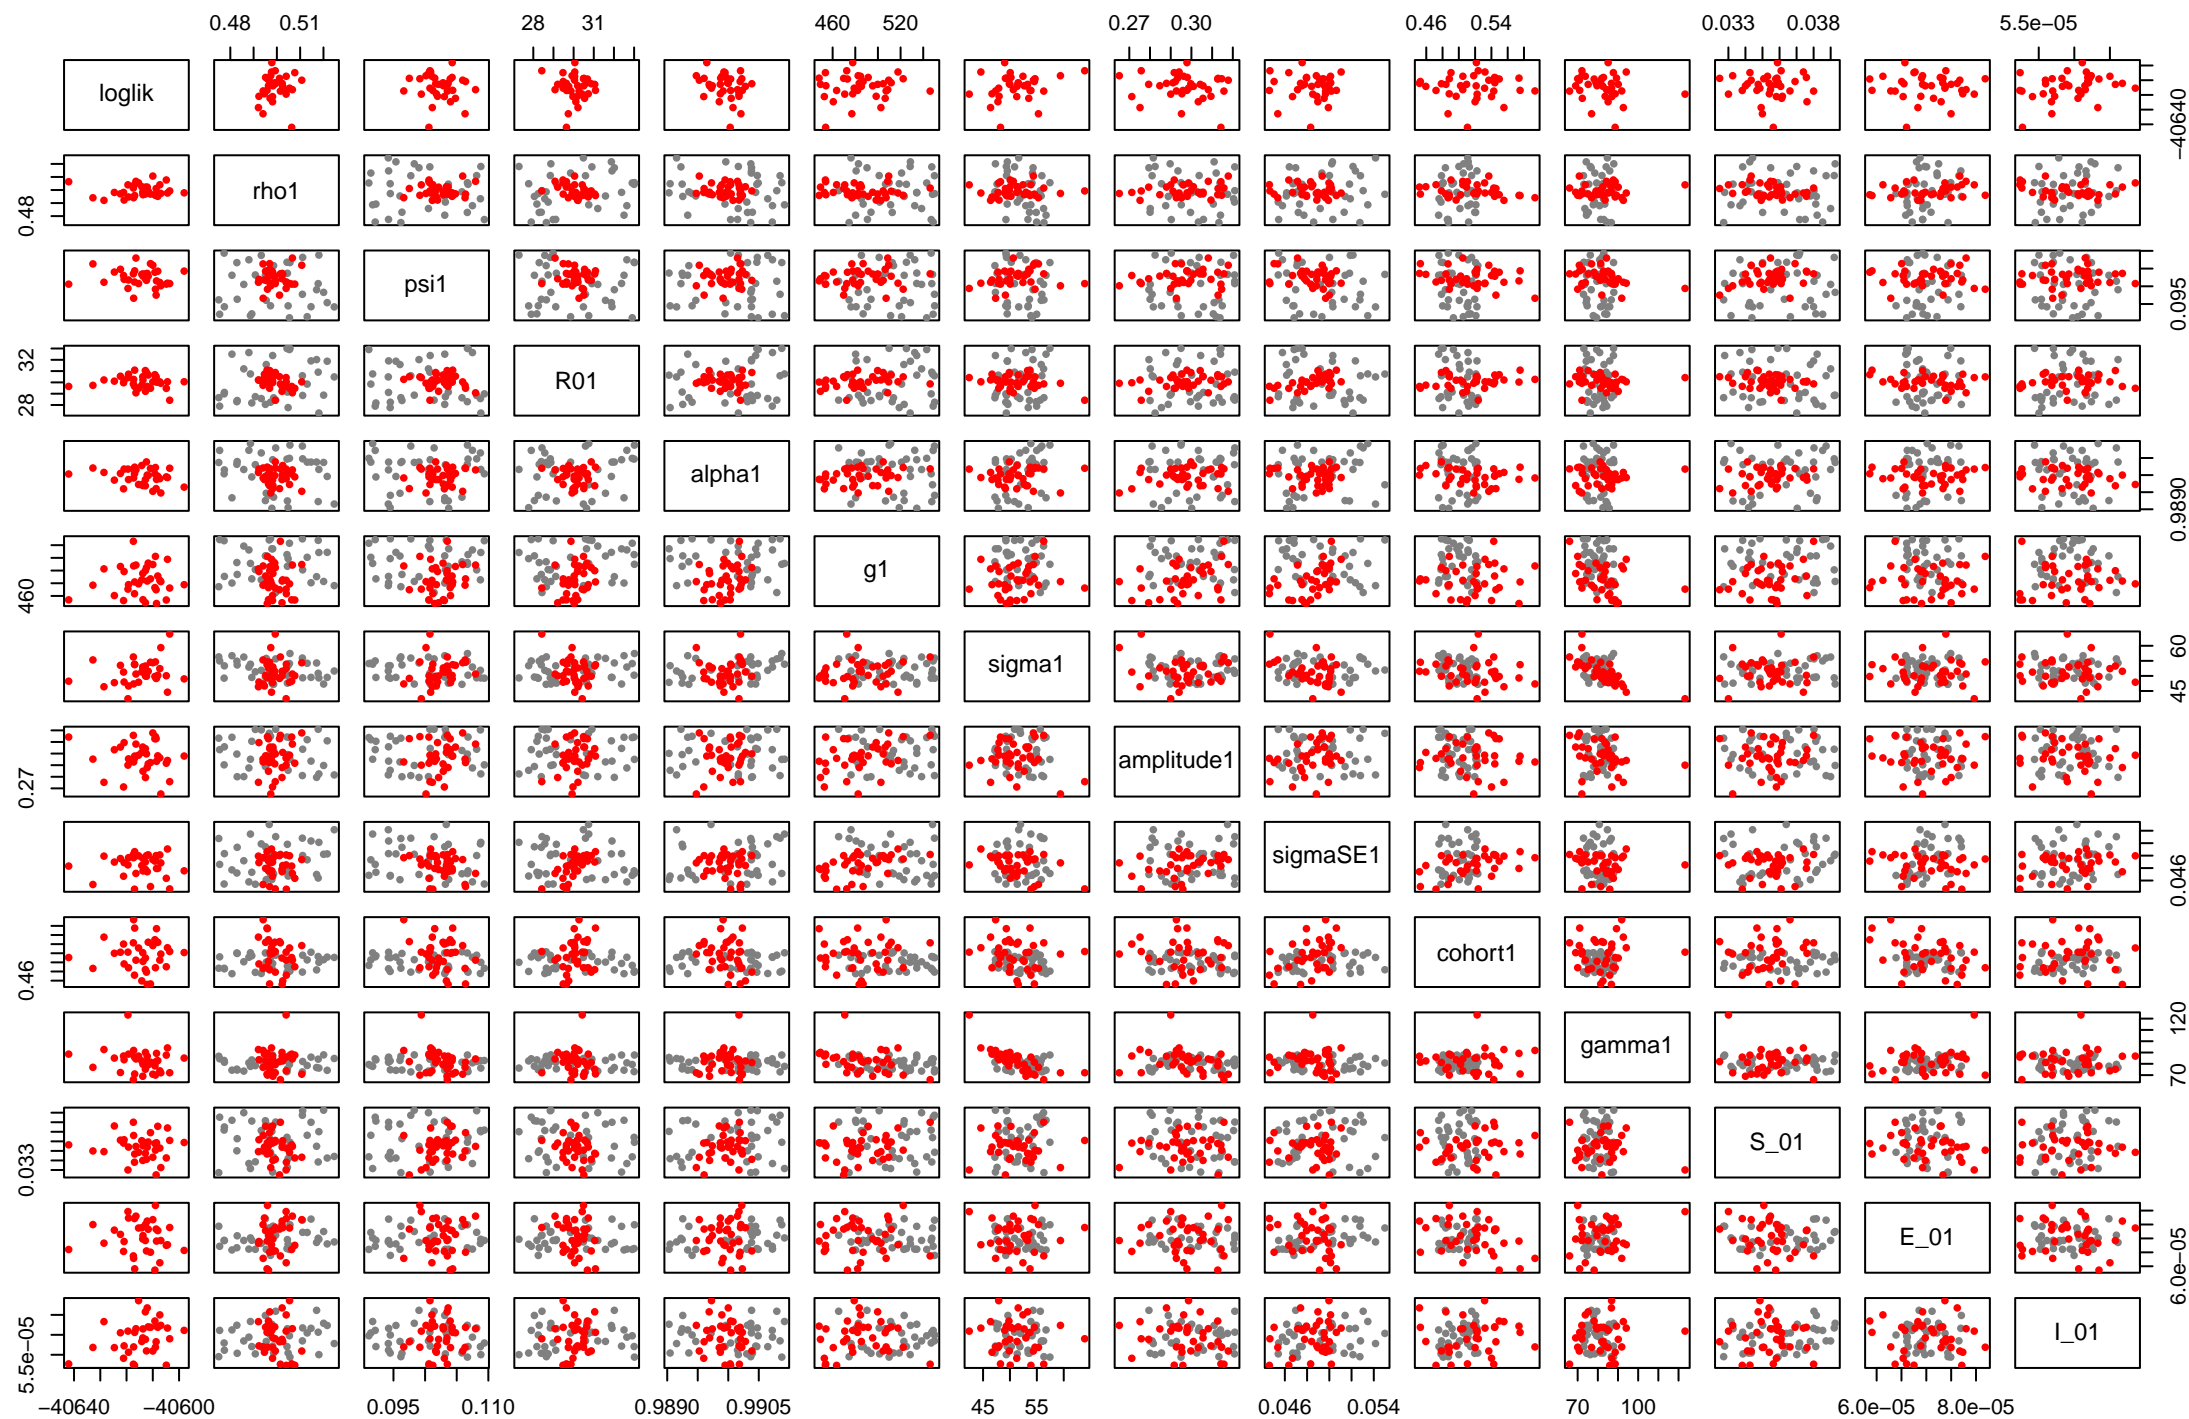 0.48 0.51 28 31 460 520 0.27 0.30 0.46 0.54 0.033 0.038 5.5e−05
loglik
−40640
rho1
0.48
psi1
0.095
R01
28 32
alpha1
0.9890
g1
460
sigma1
45 60
amplitude1
0.27
sigmaSE1
0.046
cohort1
0.46
gamma1
70 120
S_01
0.033
E_01
6.0e−05
I_01
5.5e−05
−40640 −40600 0.095 0.110 0.9890 0.9905 45 55 0.046 0.054 70 100 6.0e−05 8.0e−05